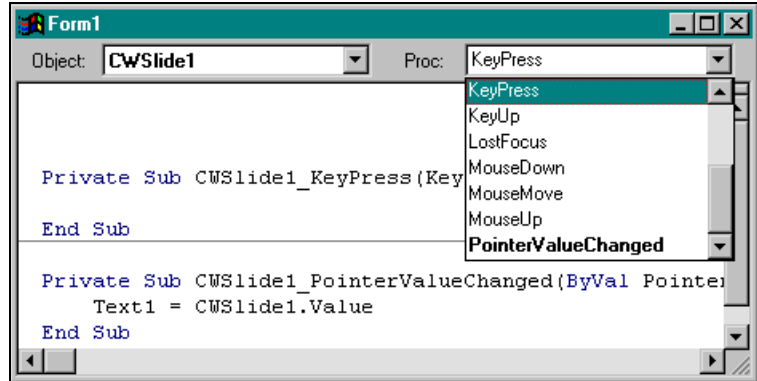 Form1
Object: CWSlide1 Proc: KeyPress
KeyPress
KeyUp
LostFocus
MouseDown
MouseMove
MouseUp
PointerValueChanged
Private Sub CWSlide1_KeyPress(Key
End Sub
Private Sub CWSlide1_PointerValueChanged(ByVal Pointer
Text1 = CWSlide1.Value
End Sub